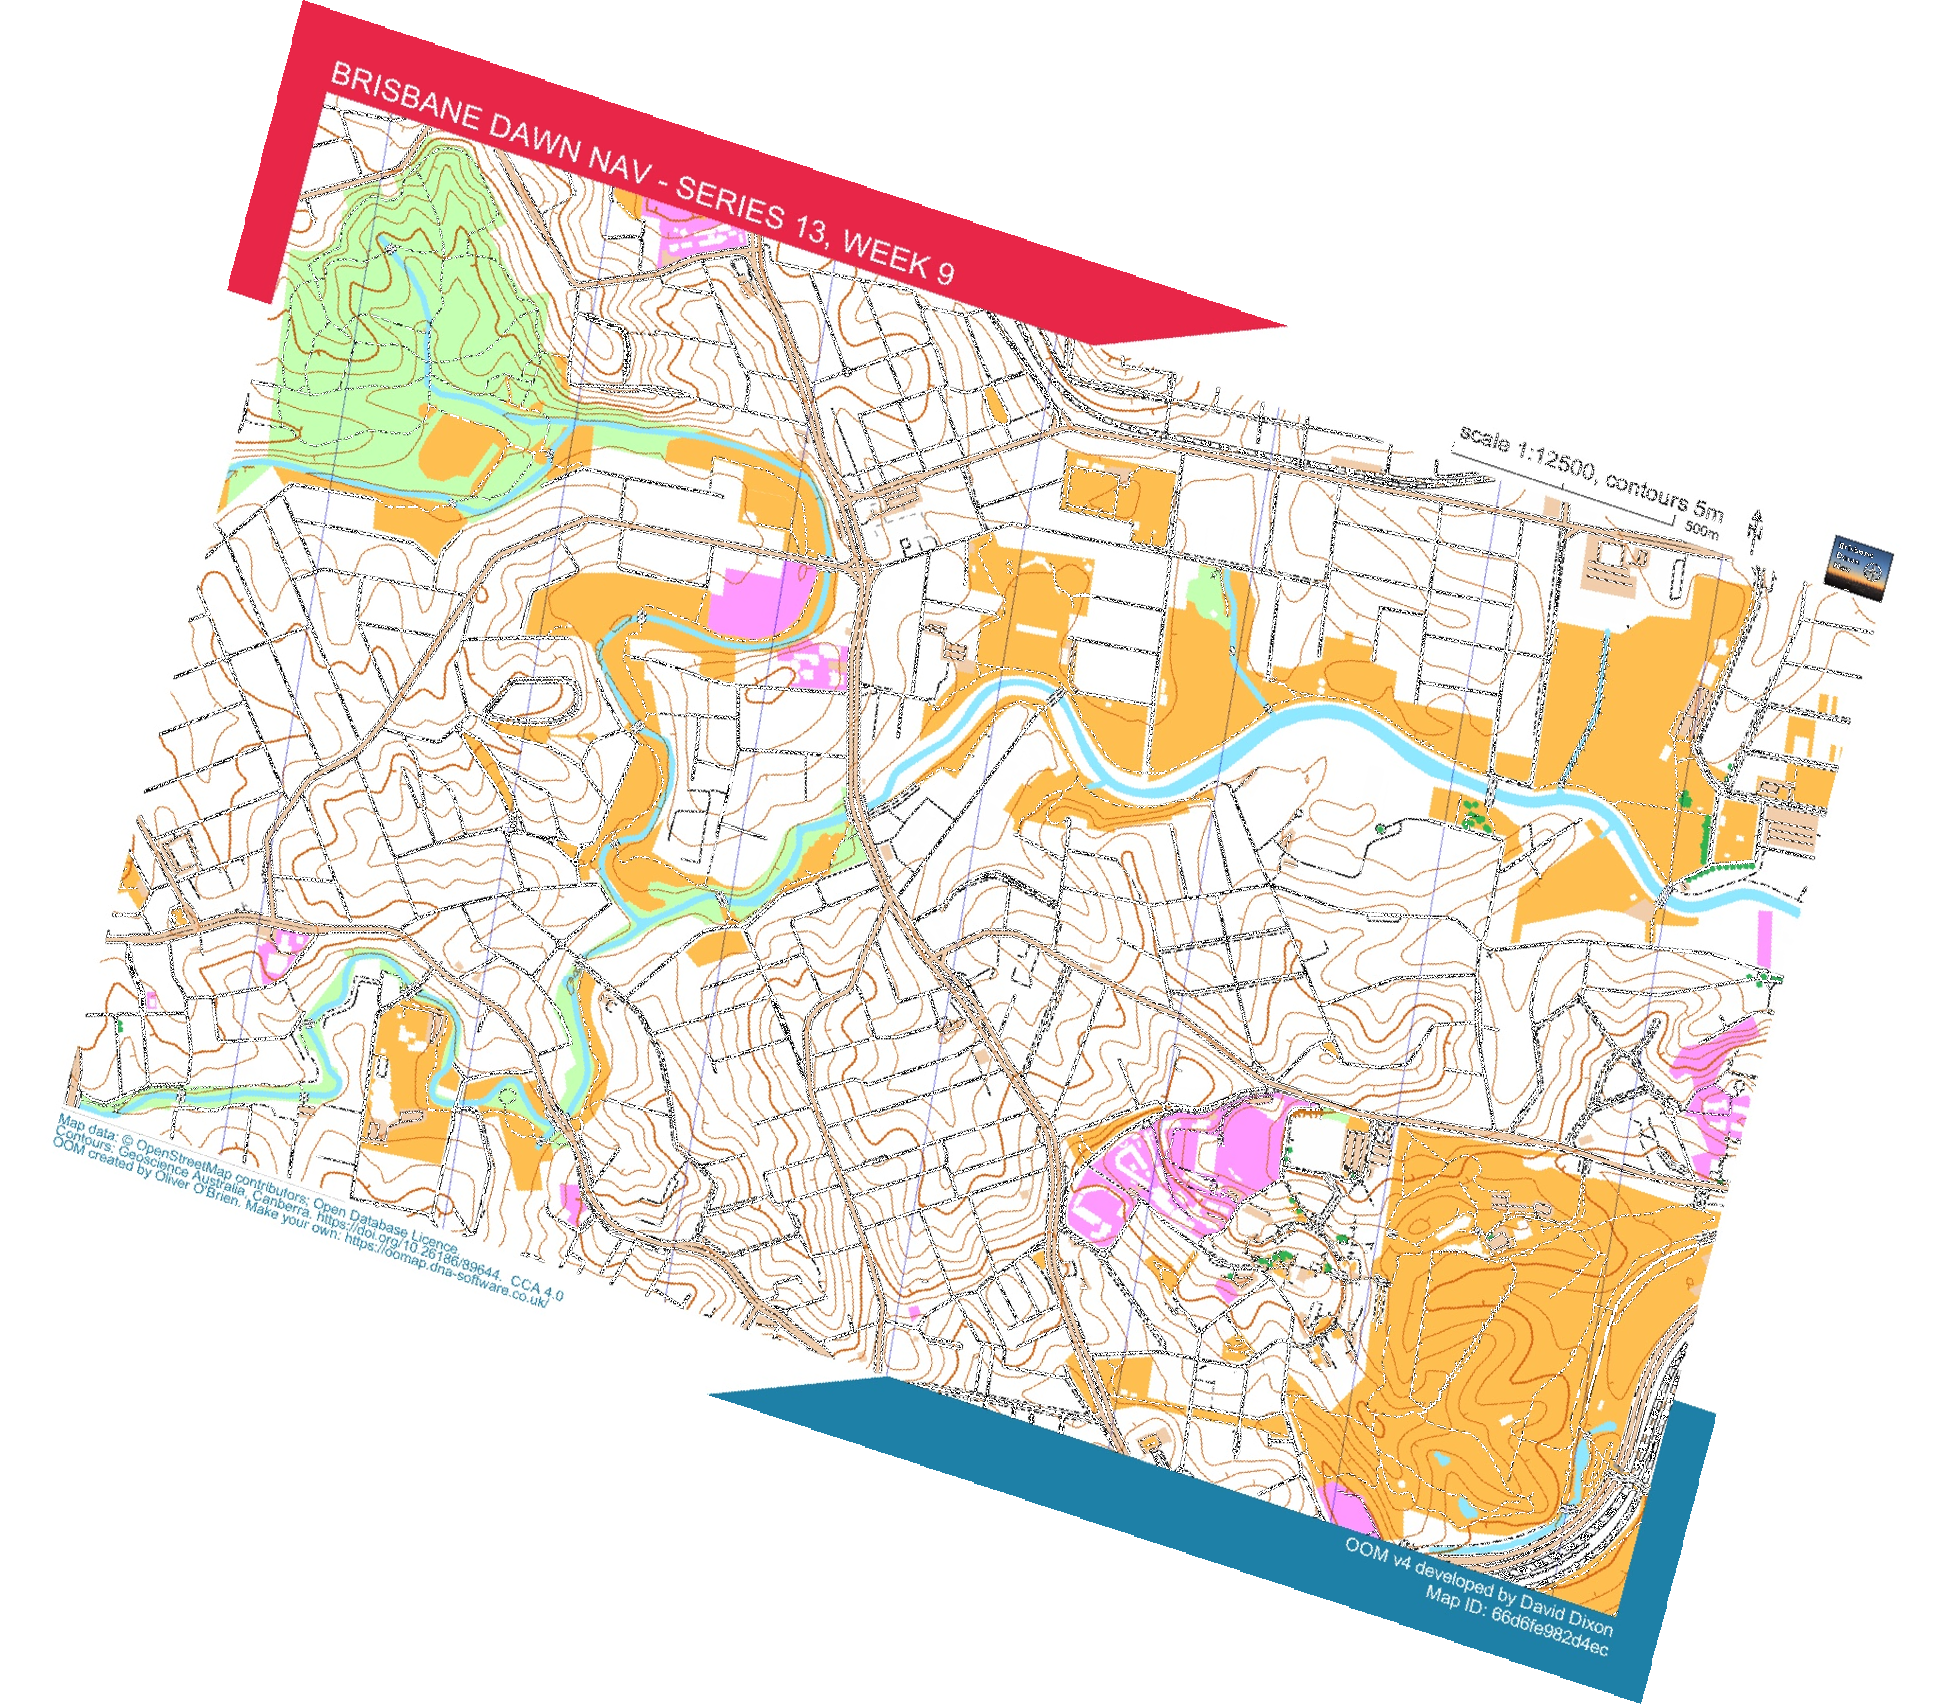 BRISBANE DAWN NAV - SERIES 13, WEEK 9
scale 1:12500, contours 5m
500m
Map data: © OpenStreetMap contributors; Open Database Licence.
Contours: Geoscience Australia, Canberra. https://doi.org/10.26186/89644. CCA 4.0
OOM created by Oliver O'Brien. Make your own: https://oomap.dna-software.co.uk/
OOM v4 developed by David Dixon
Map ID: 66d6fe982d4ec